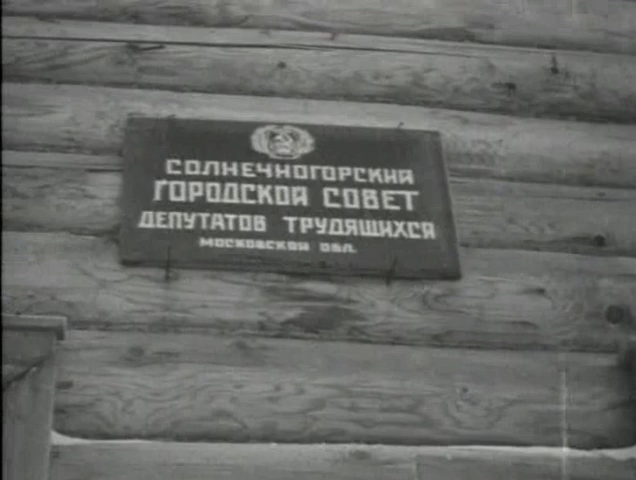 СОЛНЕЧНОГОРСКИЙ
ГОРОДСКОЙ СОВЕТ
ДЕПУТАТОВ ТРУДЯЩИХСЯ
МОСКОВСКОЙ ОБЛ.